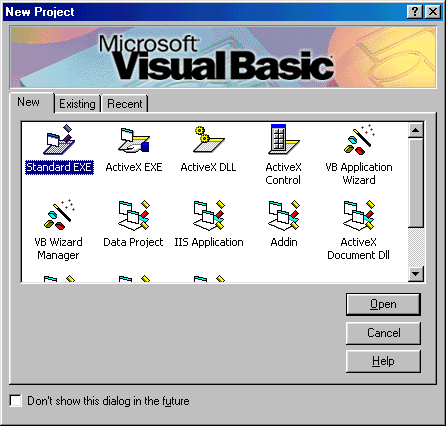 New Project
Microsoft
Visual Basic
New Existing Recent
Standard EXE ActiveX EXE ActiveX DLL ActiveX Control VB Application Wizard
VB Wizard Manager Data Project IIS Application Addin ActiveX Document Dll
Open
Cancel
Help
Don't show this dialog in the future